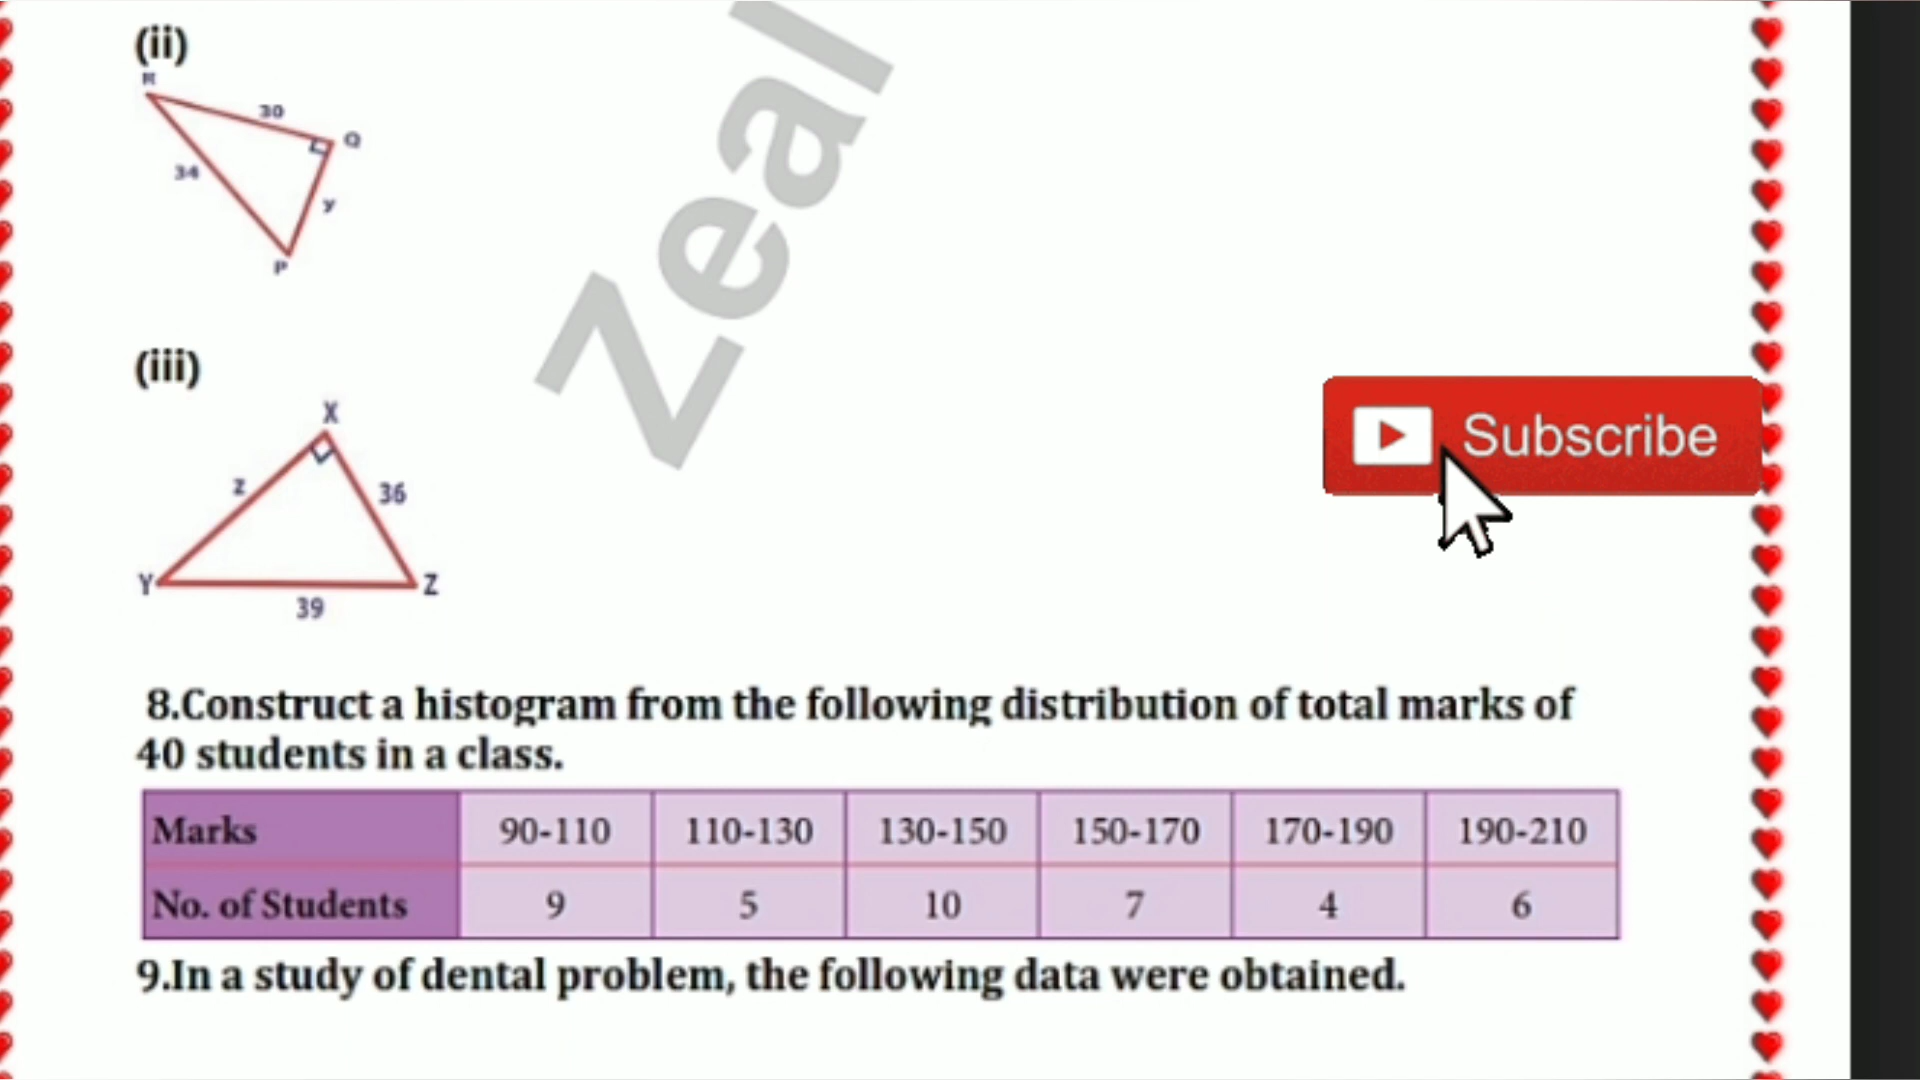 (ii)
R
30
Q
34
y
P
Zeal
(iii)
X
z
36
Y
Z
39
Subscribe
8.Construct a histogram from the following distribution of total marks of
40 students in a class.
Marks 90-110 110-130 130-150 150-170 170-190 190-210
No. of Students 9 5 10 7 4 6
9.In a study of dental problem, the following data were obtained.